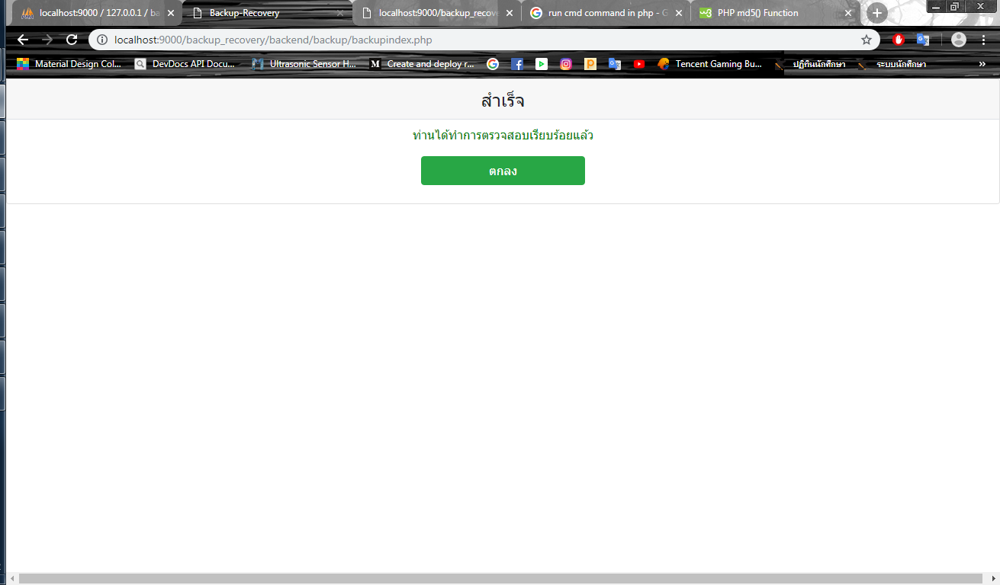 localhost:9000 / 127.0.0.1 / ba
Backup-Recovery
localhost:9000/backup_recove
run cmd command in php - G
PHP md5() Function
localhost:9000/backup_recovery/backend/backup/backupindex.php
Material Design Col...
DevDocs API Docu...
Ultrasonic Sensor H...
Create and deploy r...
Tencent Gaming Bu...
ปฏิทินนักศึกษา
ระบบนักศึกษา
สำเร็จ
ท่านได้ทำการตรวจสอบเรียบร้อยแล้ว
ตกลง